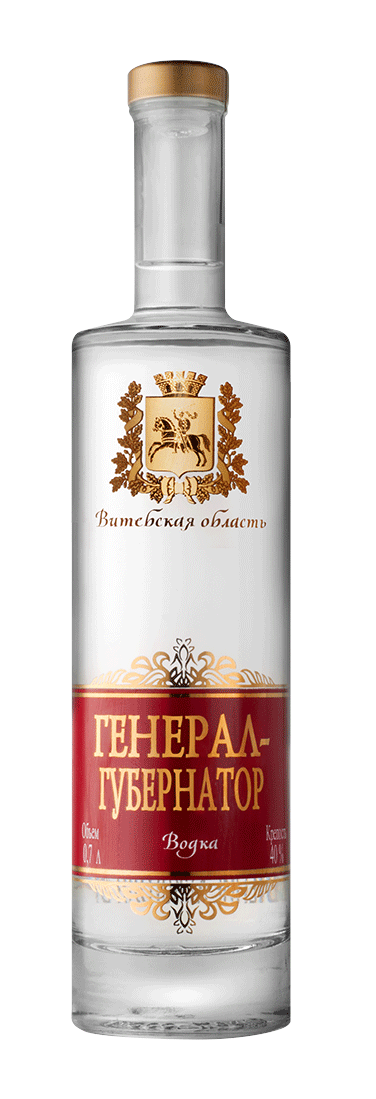 Витебская область
ГЕНЕРАЛ-
ГУБЕРНАТОР
Объем
0,7 л
Водка
Крепость
40%